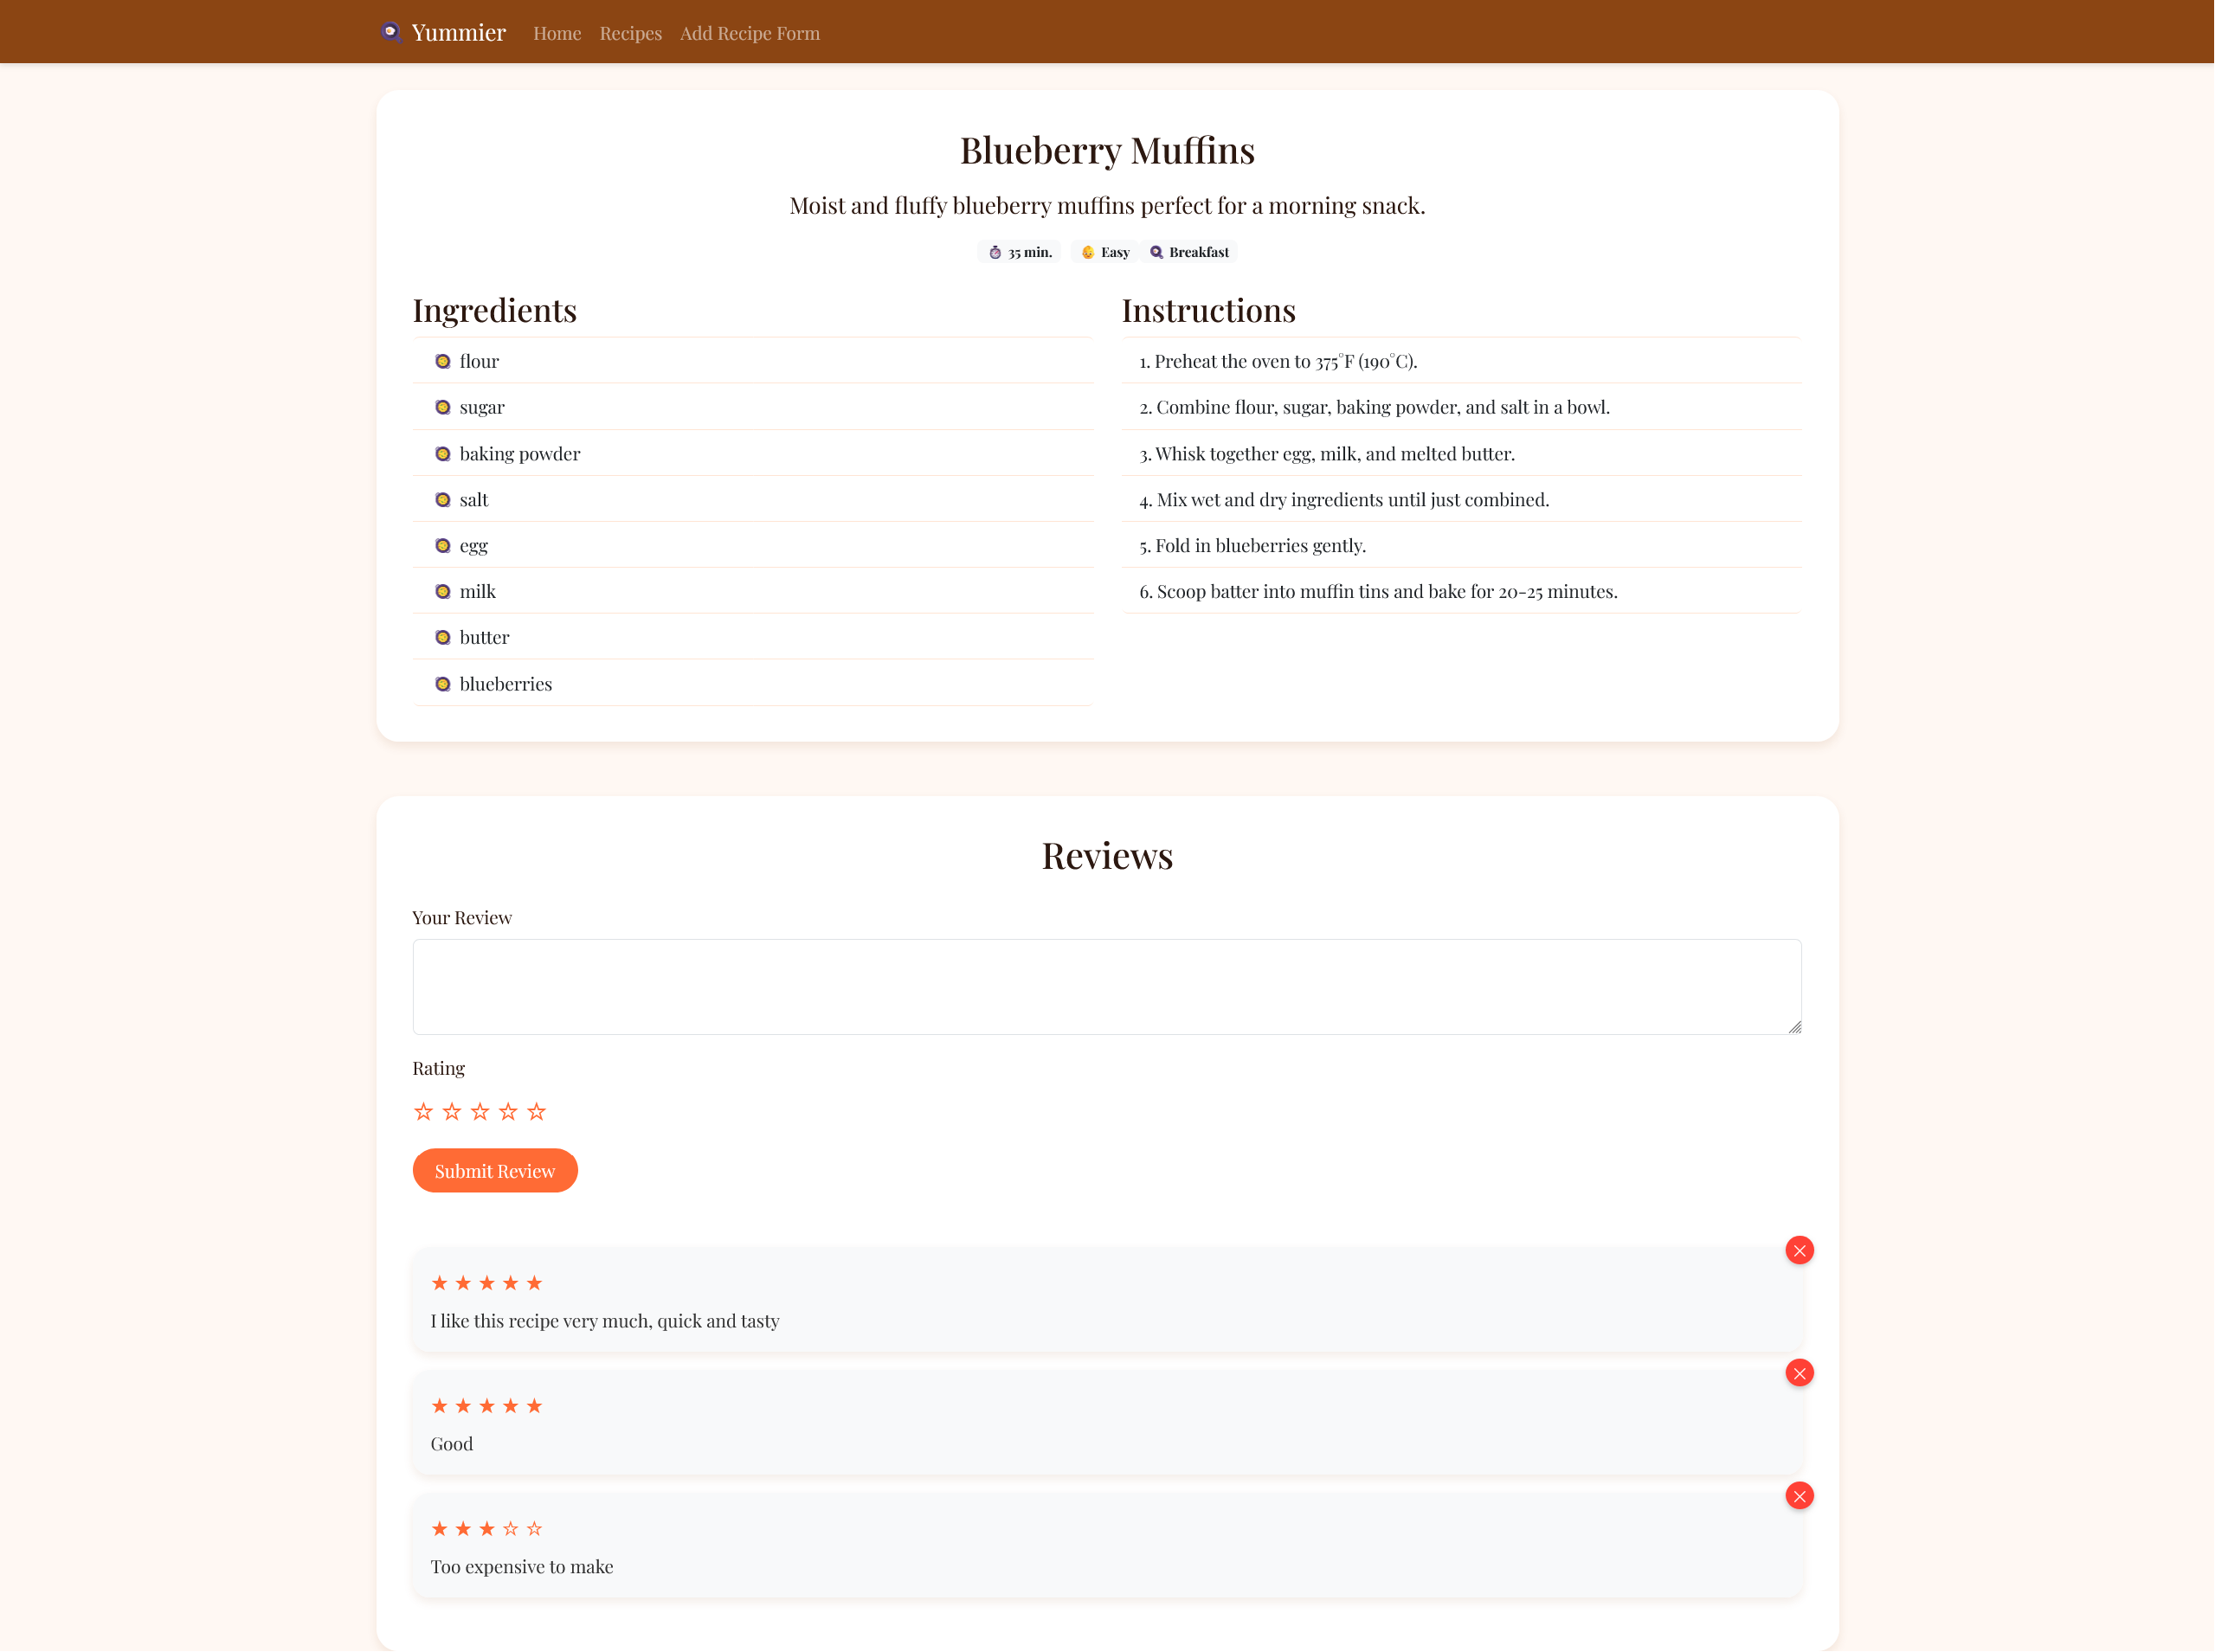 Yummier Home Recipes Add Recipe Form
Blueberry Muffins
Moist and fluffy blueberry muffins perfect for a morning snack.
35 min. Easy Breakfast
Ingredients
flour
sugar
baking powder
salt
egg
milk
butter
blueberries
Instructions
1. Preheat the oven to 375°F (190°C).
2. Combine flour, sugar, baking powder, and salt in a bowl.
3. Whisk together egg, milk, and melted butter.
4. Mix wet and dry ingredients until just combined.
5. Fold in blueberries gently.
6. Scoop batter into muffin tins and bake for 20-25 minutes.
Reviews
Your Review
Rating
Submit Review
I like this recipe very much, quick and tasty
Good
Too expensive to make